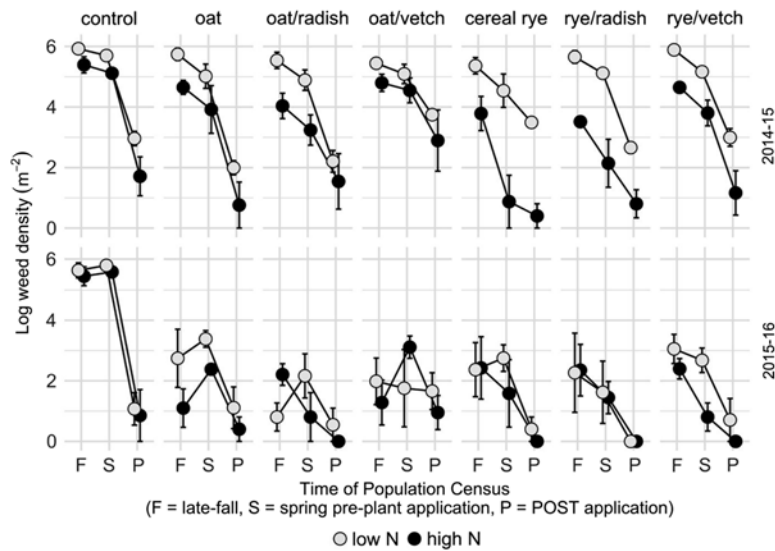 control oat oat/radish oat/vetch cereal rye rye/radish rye/vetch
6
4
2
0
2014-15
Log weed density (m⁻²)
6
4
2
0
2015-16
F S P F S P F S P F S P F S P F S P F S P
Time of Population Census
(F = late-fall, S = spring pre-plant application, P = POST application)
low N high N